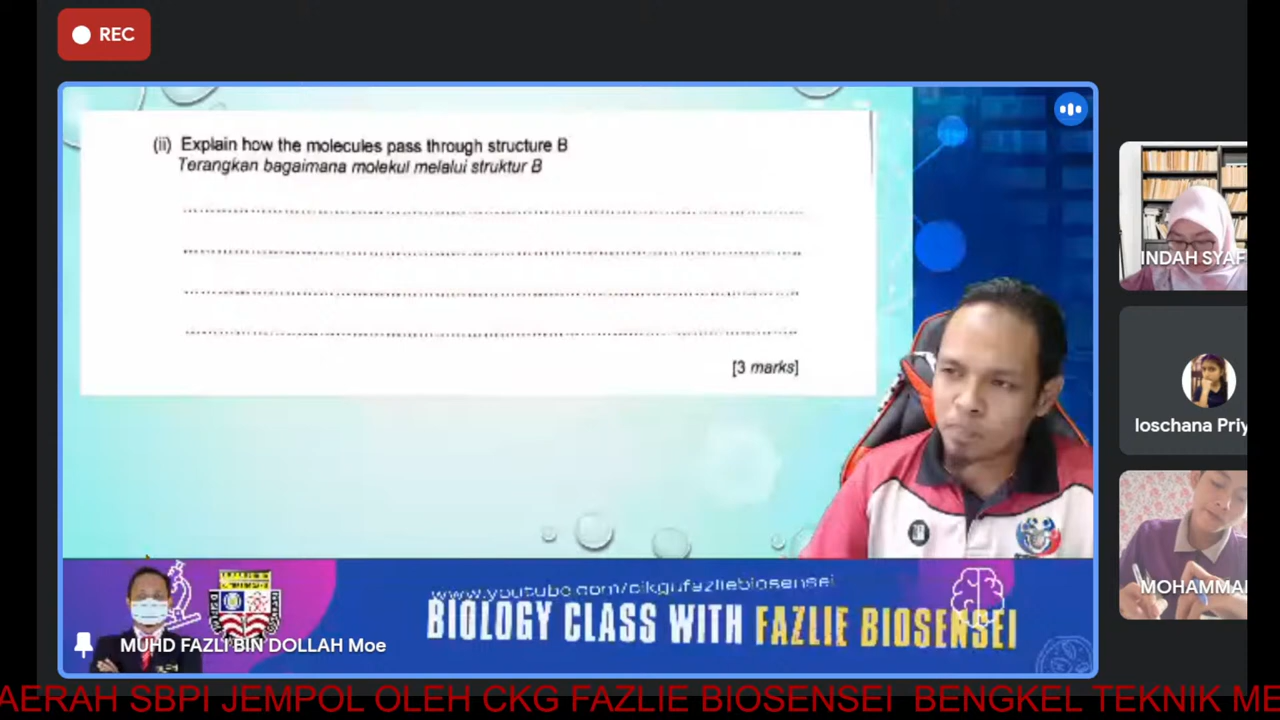 REC
(ii) Explain how the molecules pass through structure B
Terangkan bagaimana molekul melalui struktur B
[3 marks]
INDAH SYAF
loschana Priy
MOHAMMA
www.youtube.com/cikgufazliebiosensei
BIOLOGY CLASS WITH FAZLIE BIOSENSEI
MUHD FAZLI BIN DOLLAH Moe
AERAH SBPI JEMPOL OLEH CKG FAZLIE BIOSENSEI BENGKEL TEKNIK ME